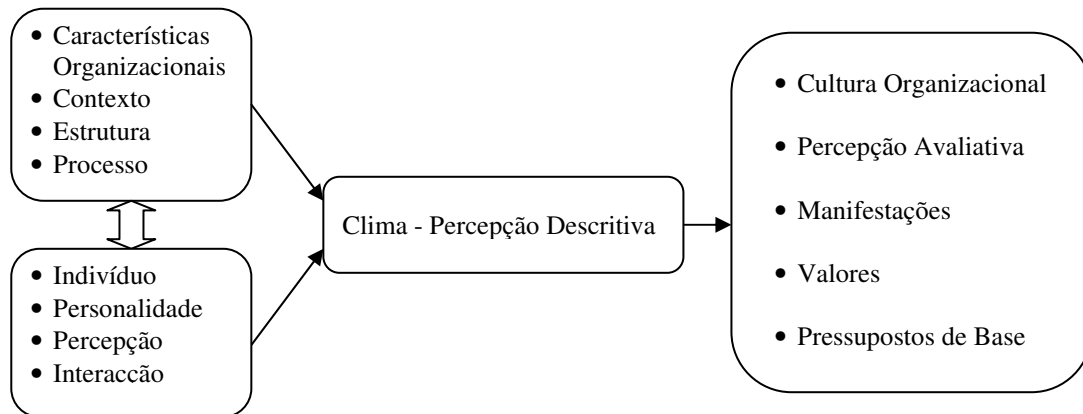 • Características
Organizacionais
• Contexto
• Estrutura
• Processo
• Indivíduo
• Personalidade
• Percepção
• Interacção
Clima - Percepção Descritiva
• Cultura Organizacional
• Percepção Avaliativa
• Manifestações
• Valores
• Pressupostos de Base